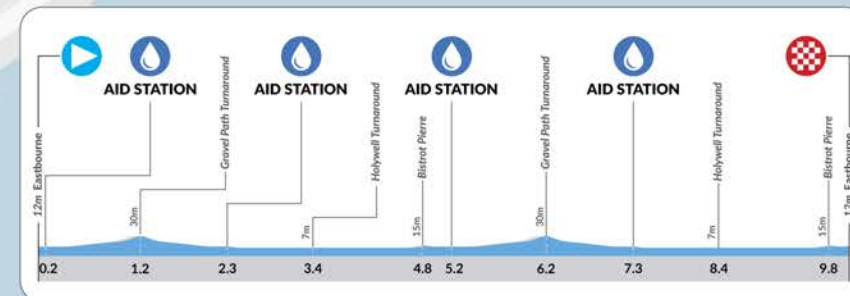 AID STATION
AID STATION
AID STATION
AID STATION
12m Eastbourne
30m
Gravel Path Turnaround
7m
Holywell Turnaround
15m
Bistrot Pierre
30m
Gravel Path Turnaround
7m
Holywell Turnaround
15m
Bistrot Pierre
12m Eastbourne
0.2 1.2 2.3 3.4 4.8 5.2 6.2 7.3 8.4 9.8